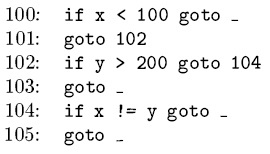 100: if x < 100 goto _
101: goto 102
102: if y > 200 goto 104
103: goto _
104: if x != y goto _
105: goto _